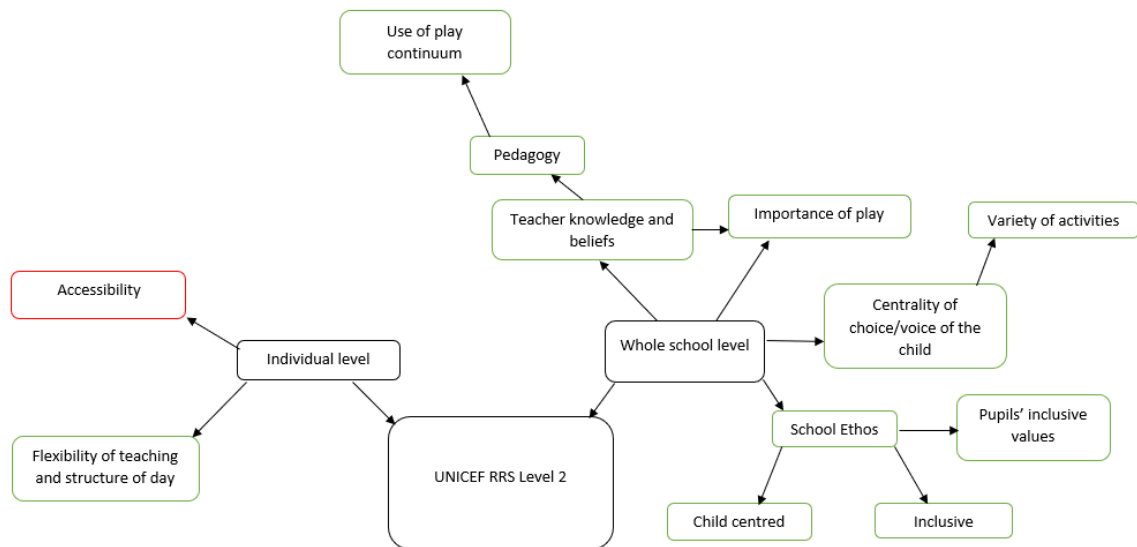 Use of play
continuum
Pedagogy
Teacher knowledge and
beliefs
Importance of play
Variety of activities
Accessibility
Centrality of
choice/voice of the
child
Whole school level
Individual level
Pupils’ inclusive
values
School Ethos
Flexibility of teaching
and structure of day
UNICEF RRS Level 2
Child centred
Inclusive